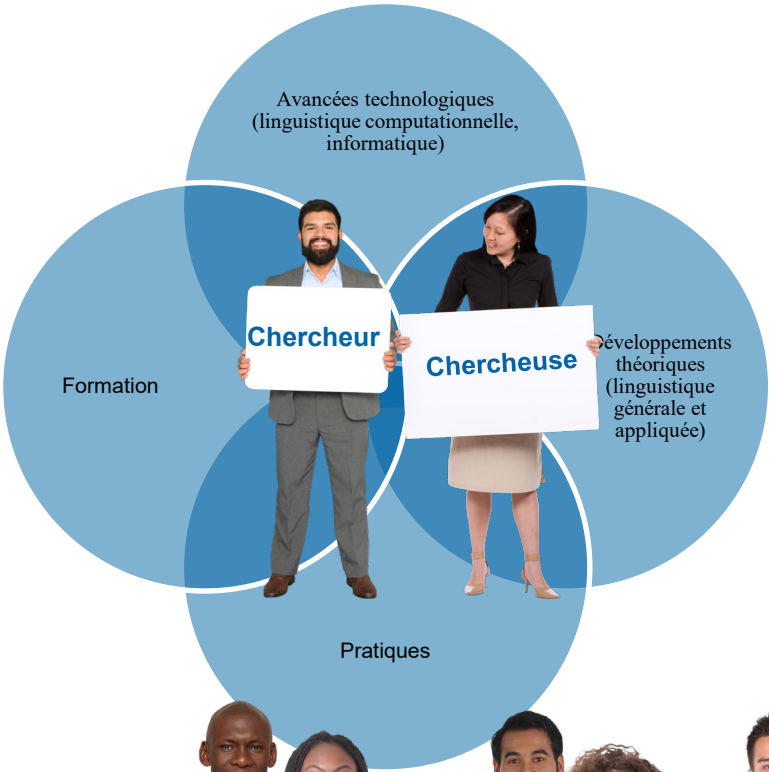 Avancées technologiques
(linguistique computationnelle,
informatique)
Chercheur
Chercheuse
Formation
Développements
théoriques
(linguistique
générale et
appliquée)
Pratiques